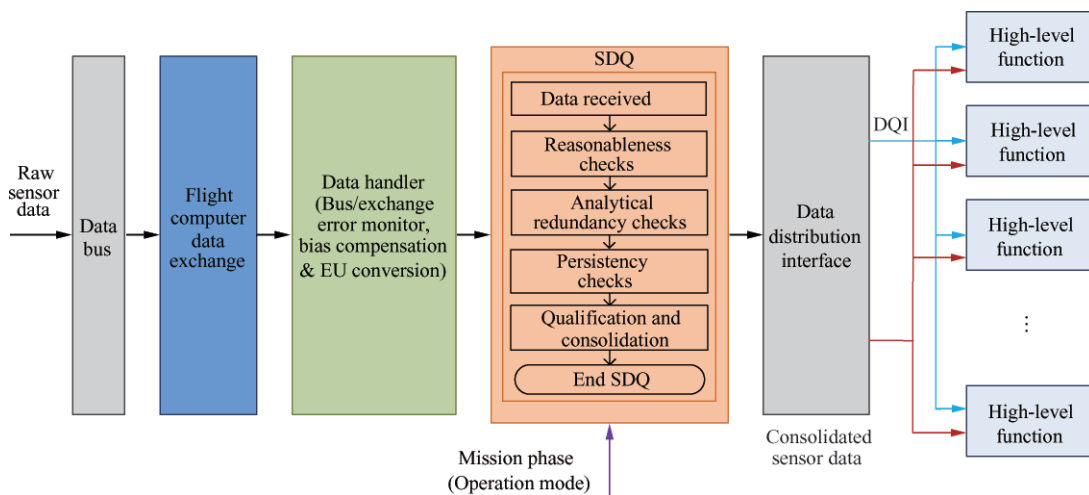 Raw
sensor
data
Data
bus
Flight
computer
data
exchange
Data handler
(Bus/exchange
error monitor,
bias compensation
& EU conversion)
SDQ
Data received
Reasonableness
checks
Analytical
redundancy checks
Persistency
checks
Qualification and
consolidation
End SDQ
Mission phase
(Operation mode)
Data
distribution
interface
Consolidated
sensor data
DQI
High-level
function
High-level
function
High-level
function
⋮
High-level
function